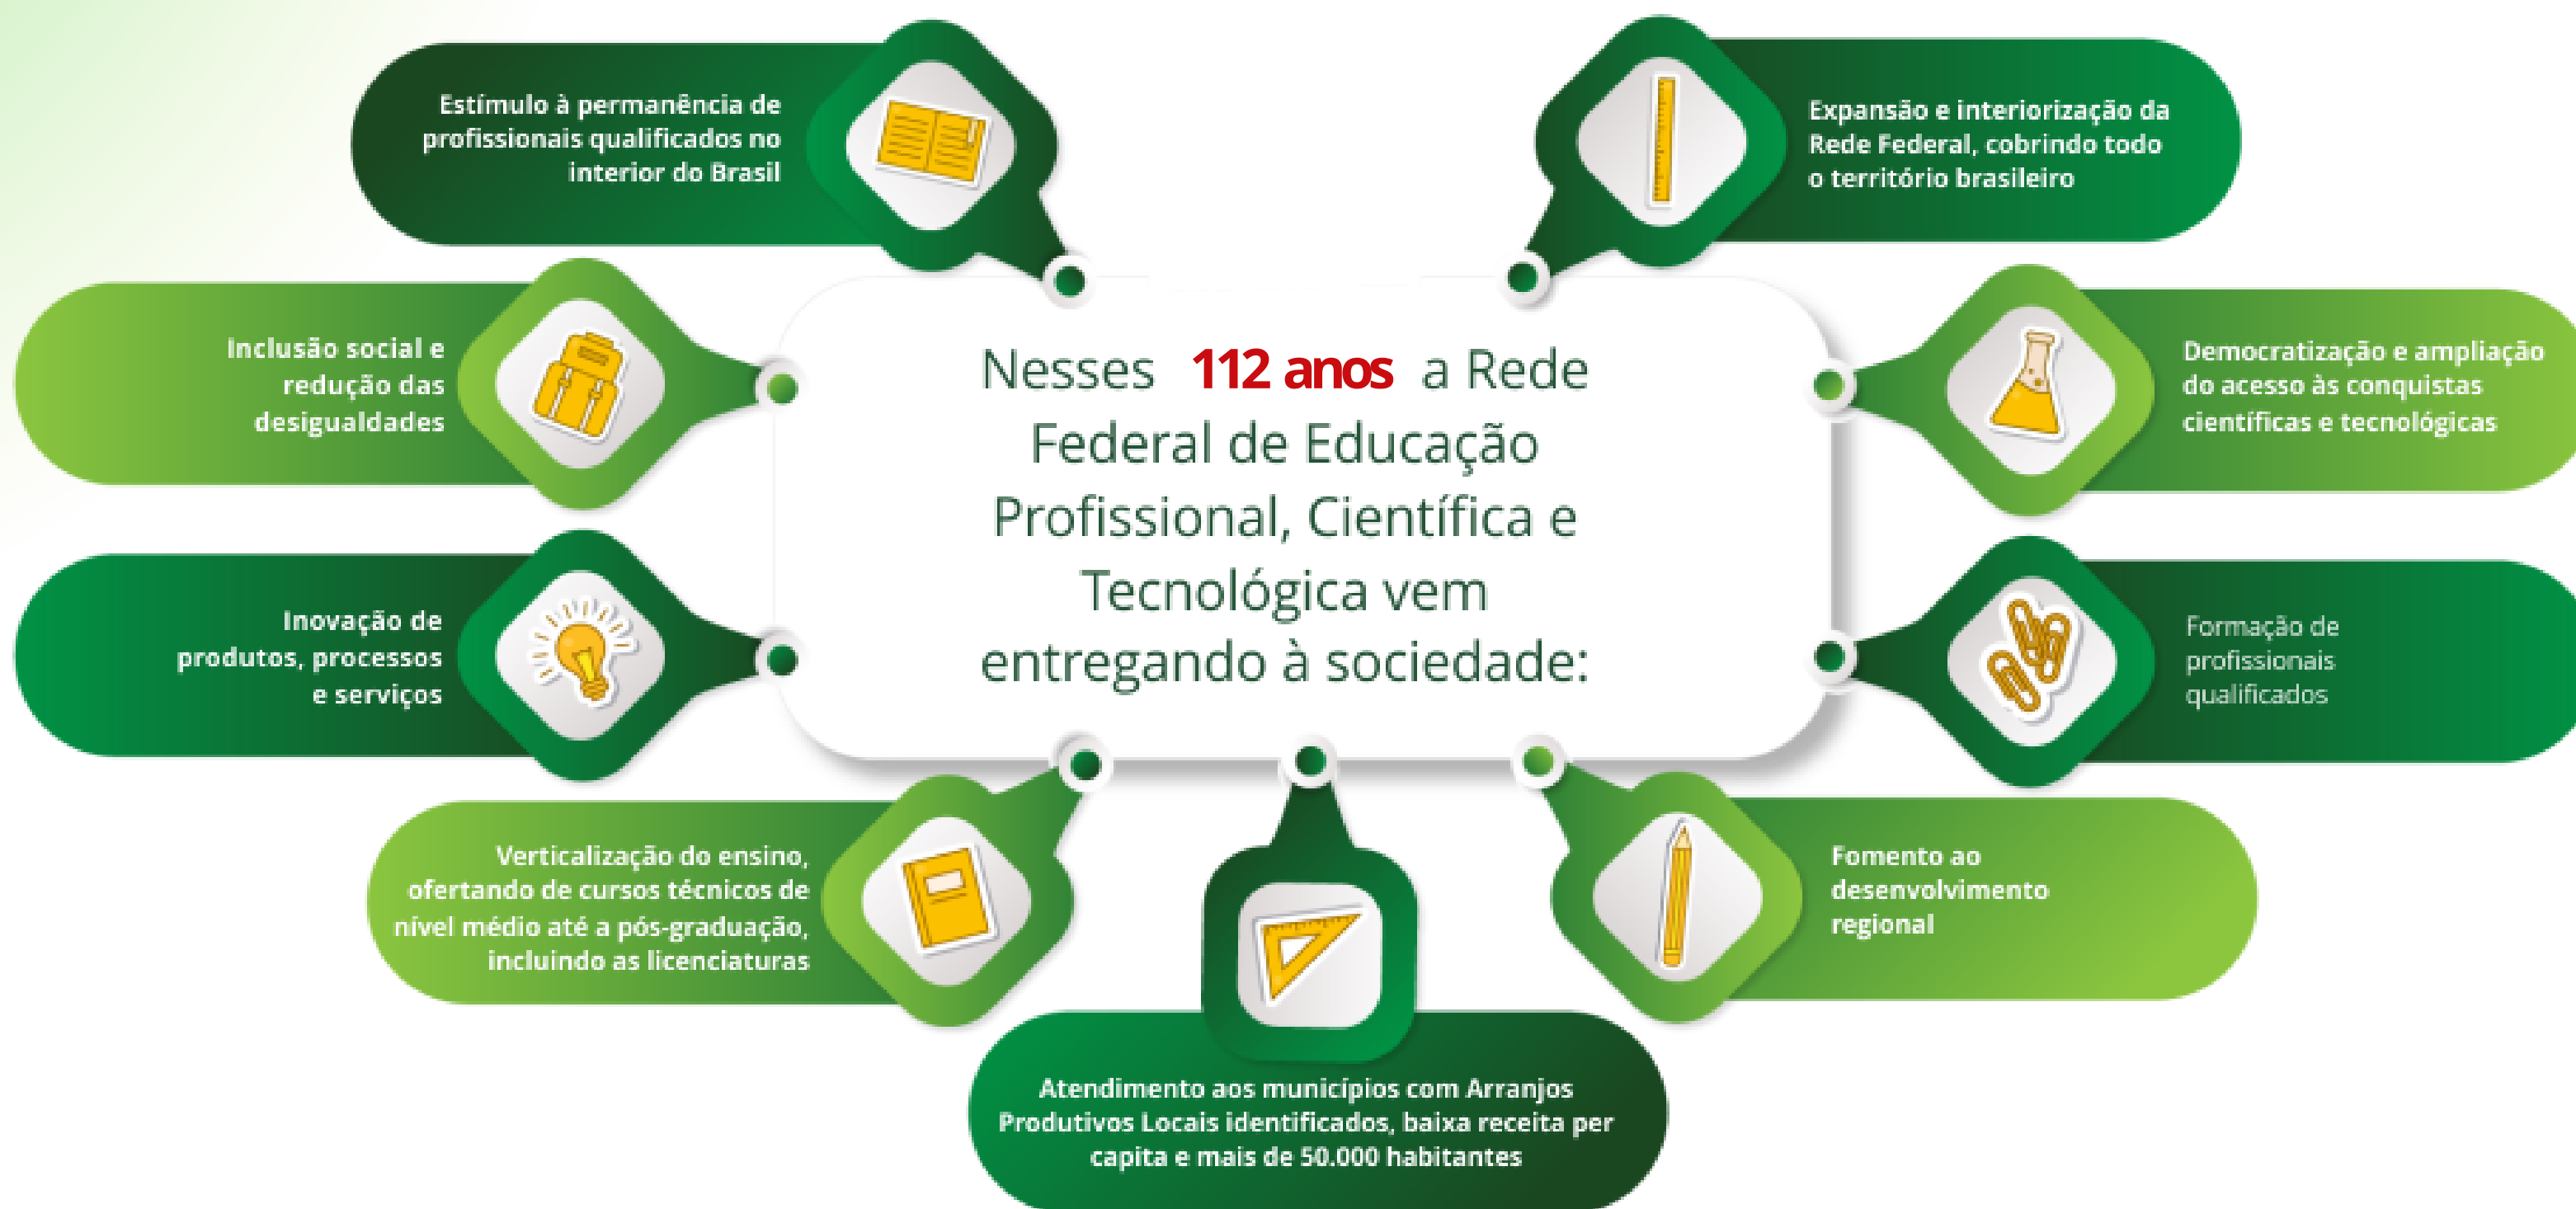 Estímulo à permanência de
profissionais qualificados no
interior do Brasil
Expansão e interiorização da
Rede Federal, cobrindo todo
o território brasileiro
Inclusão social e
redução das
desigualdades
Nesses 112 anos a Rede
Federal de Educação
Profissional, Científica e
Tecnológica vem
entregando à sociedade:
Democratização e ampliação
do acesso às conquistas
científicas e tecnológicas
Inovação de
produtos, processos
e serviços
Formação de
profissionais
qualificados
Verticalização do ensino,
ofertando de cursos técnicos de
nível médio até a pós-graduação,
incluindo as licenciaturas
Fomento ao
desenvolvimento
regional
Atendimento aos municípios com Arranjos
Produtivos Locais identificados, baixa receita per
capita e mais de 50.000 habitantes